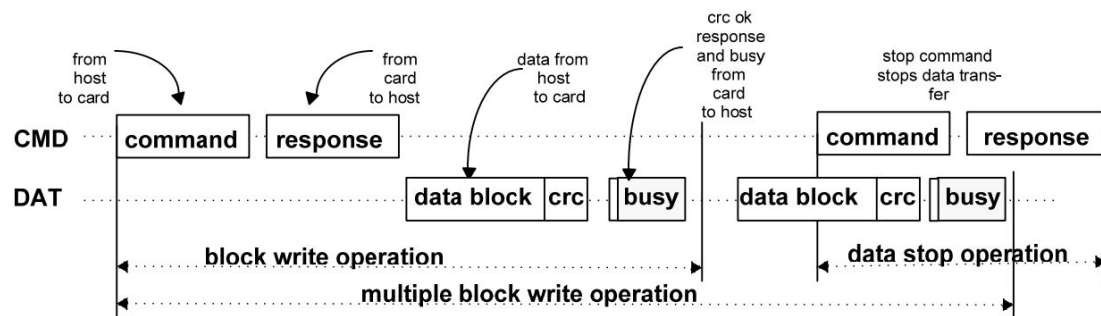 from
host
to card
from
card
to host
data from
host
to card
crc ok
response
and busy
from
card
to host
stop command
stops data trans-
fer
CMD command response command response
DAT data block crc busy data block crc busy
block write operation data stop operation
multiple block write operation